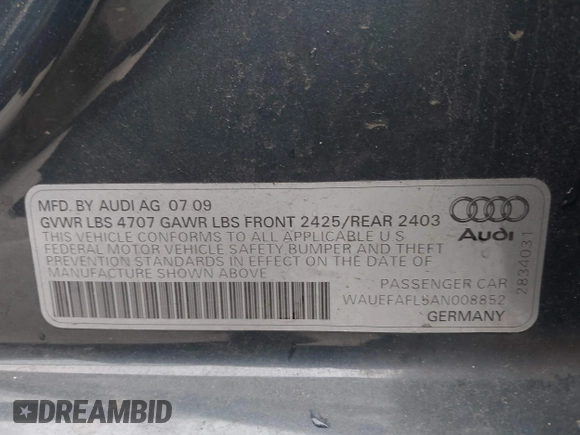 MFD. BY AUDI AG 07 09
GVWR LBS 4707 GAWR LBS FRONT 2425/REAR 2403
THIS VEHICLE CONFORMS TO ALL APPLICABLE U S
FEDERAL MOTOR VEHICLE SAFETY BUMPER AND THEFT
PREVENTION STANDARDS IN EFFECT ON THE DATE OF
MANUFACTURE SHOWN ABOVE
Audi
2834031
PASSENGER CAR
WAUEFAFL5AN008852
GERMANY
DREAMBID